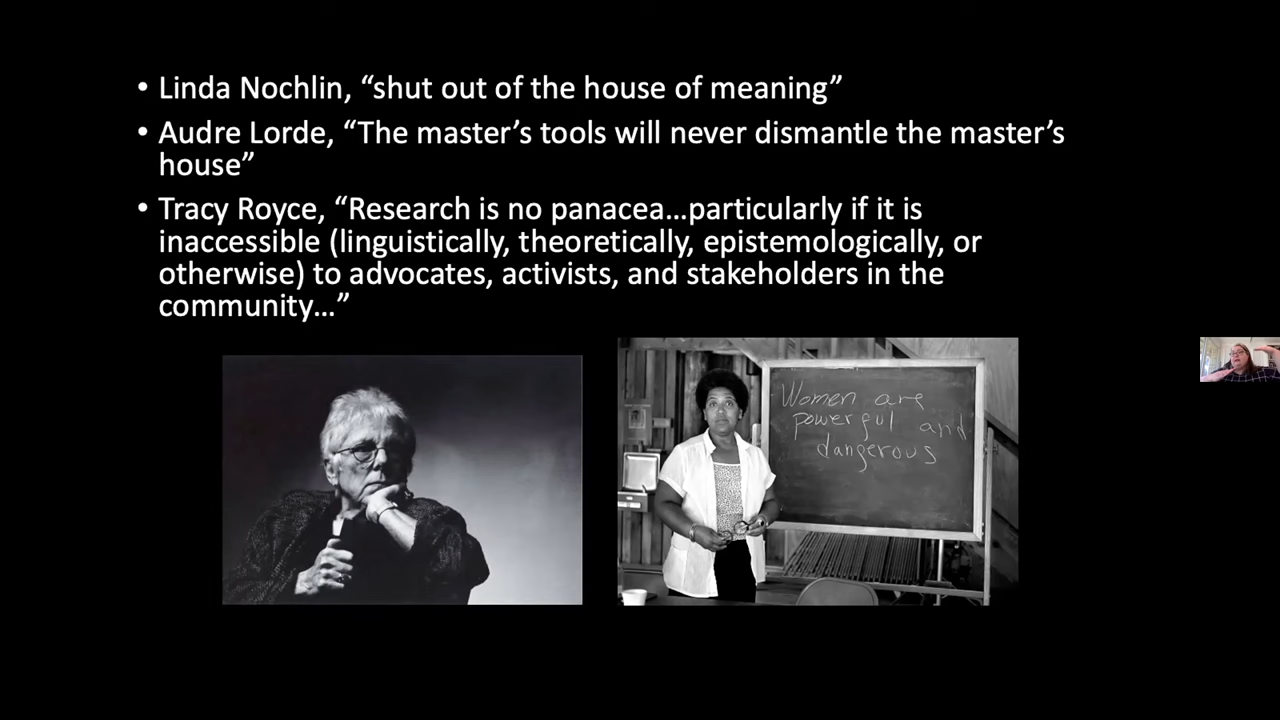 • Linda Nochlin, “shut out of the house of meaning”
• Audre Lorde, “The master’s tools will never dismantle the master’s
house”
• Tracy Royce, “Research is no panacea…particularly if it is
inaccessible (linguistically, theoretically, epistemologically, or
otherwise) to advocates, activists, and stakeholders in the
community…”
Women are
powerful and
dangerous